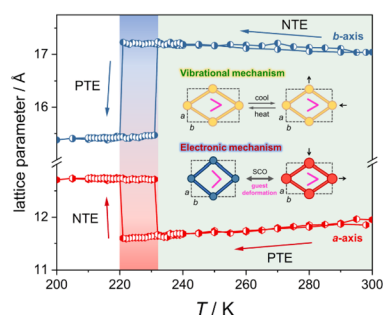 NTE
b-axis
17
PTE
Vibrational mechanism
cool
heat
a
b
a
b
Electronic mechanism
SCO
guest
deformation
a
b
a
b
16
lattice parameter / Å
NTE
12
a-axis
PTE
11
200 220 240 260 280 300
T / K